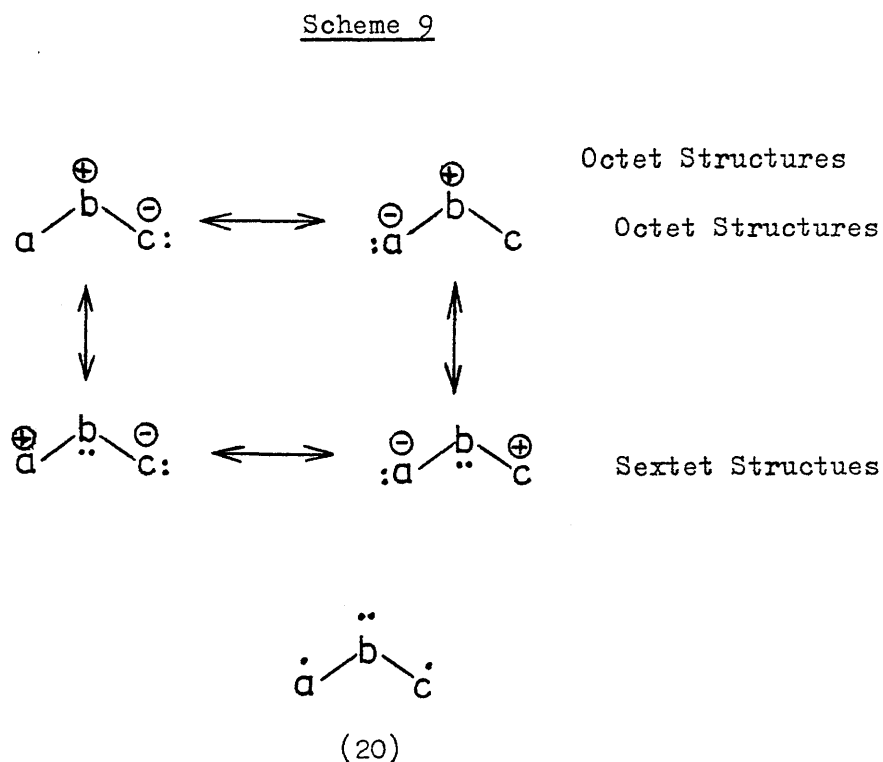 Scheme 9
Octet Structures
⊕ ⊕
b ⊖ b
a c: ⊖ :a c Octet Structures
⊕ b ⊖ b ⊕
a .. c: ⊖ :a .. c Sextet Structues
..
ȧ b ċ
(20)